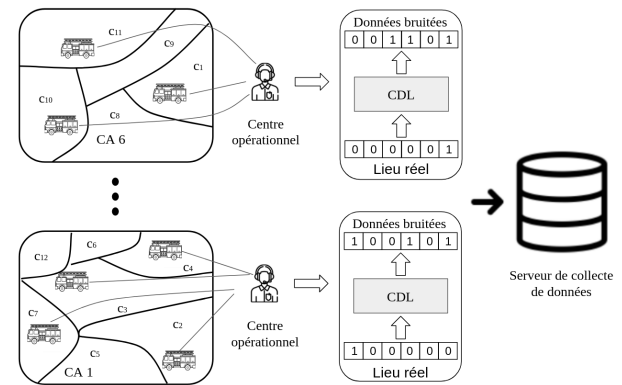 C11
C9
C1
C10
C8
CA 6
Centre
opérationnel
Données bruitées
0 0 1 1 0 1
CDL
0 0 0 0 0 1
Lieu réel
C12
C6
C4
C7
C3
C2
C5
CA 1
Centre
opérationnel
Données bruitées
1 0 0 1 0 1
CDL
1 0 0 0 0 0
Lieu réel
Serveur de collecte
de données